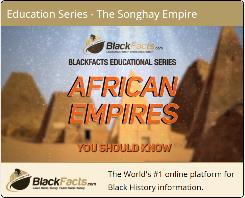 Education Series - The Songhay Empire
BlackFacts.com
BLACKFACTS EDUCATIONAL SERIES
AFRICAN
EMPIRES
YOU SHOULD KNOW
BlackFacts.com
The World's #1 online platform for
Black History information.